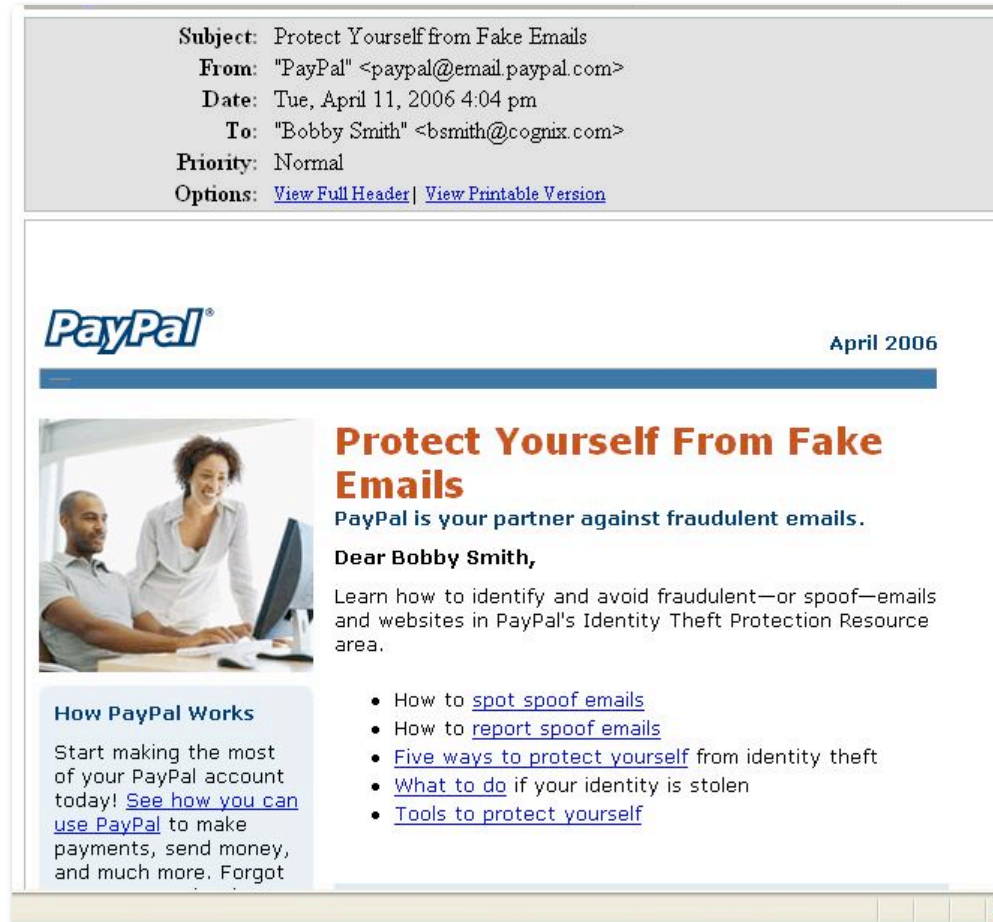 Subject: Protect Yourself from Fake Emails
From: "PayPal" <paypal@email.paypal.com>
Date: Tue, April 11, 2006 4:04 pm
To: "Bobby Smith" <bsmith@cognix.com>
Priority: Normal
Options: View Full Header | View Printable Version
PayPal®
April 2006
Protect Yourself From Fake
Emails
PayPal is your partner against fraudulent emails.
Dear Bobby Smith,
Learn how to identify and avoid fraudulent—or spoof—emails
and websites in PayPal's Identity Theft Protection Resource
area.
• How to spot spoof emails
• How to report spoof emails
• Five ways to protect yourself from identity theft
• What to do if your identity is stolen
• Tools to protect yourself
How PayPal Works
Start making the most
of your PayPal account
today! See how you can
use PayPal to make
payments, send money,
and much more. Forgot